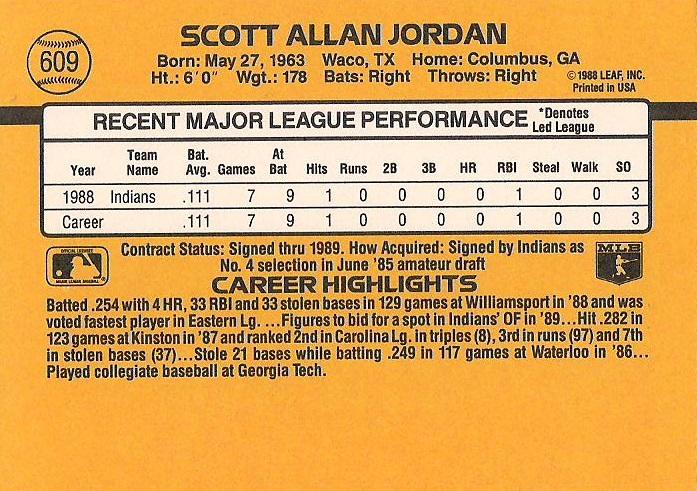 SCOTT ALLAN JORDAN
609
Born: May 27, 1963 Waco, TX Home: Columbus, GA
Ht.: 6'0" Wgt.: 178 Bats: Right Throws: Right
©1988 LEAF, INC.
Printed in USA
RECENT MAJOR LEAGUE PERFORMANCE *Denotes Led League
Year Team Name Bat. Avg. Games At Bat Hits Runs 2B 3B HR RBI Steal Walk SO
1988 Indians .111 7 9 1 0 0 0 0 1 0 0 3
Career .111 7 9 1 0 0 0 0 1 0 0 3
Contract Status: Signed thru 1989. How Acquired: Signed by Indians as
No. 4 selection in June '85 amateur draft
OFFICIAL LICENSEE
MAJOR LEAGUE BASEBALL
MLB
CAREER HIGHLIGHTS
Batted .254 with 4 HR, 33 RBI and 33 stolen bases in 129 games at Williamsport in '88 and was
voted fastest player in Eastern Lg. ...Figures to bid for a spot in Indians' OF in '89...Hit .282 in
123 games at Kinston in '87 and ranked 2nd in Carolina Lg. in triples (8), 3rd in runs (97) and 7th
in stolen bases (37)...Stole 21 bases while batting .249 in 117 games at Waterloo in '86...
Played collegiate baseball at Georgia Tech.